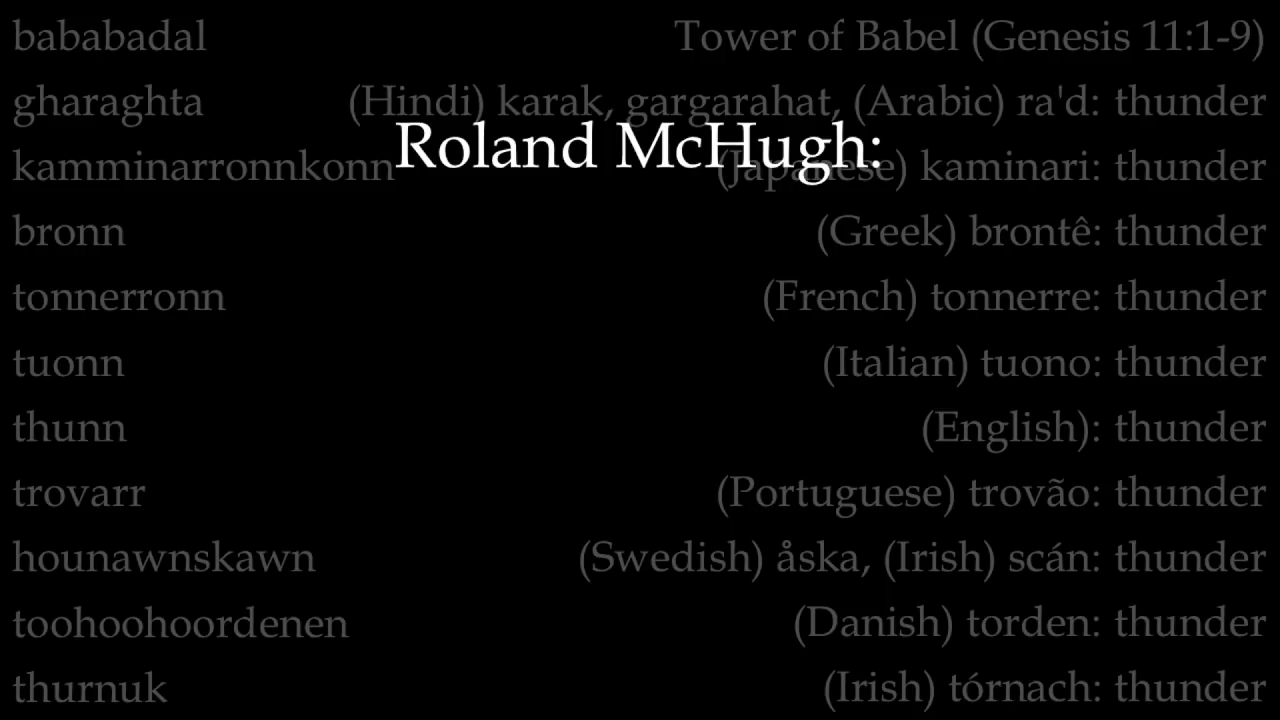 bababadal Tower of Babel (Genesis 11:1-9)
gharaghta (Hindi) karak, gargarahat, (Arabic) ra'd: thunder
Roland McHugh:
kamminarronnkonn (Japanese) kaminari: thunder
bronn (Greek) brontê: thunder
tonnerronn (French) tonnerre: thunder
tuonn (Italian) tuono: thunder
thunn (English): thunder
trovarr (Portuguese) trovão: thunder
hounawnskawn (Swedish) åska, (Irish) scán: thunder
toohoohoordenen (Danish) torden: thunder
thurnuk (Irish) tórnach: thunder